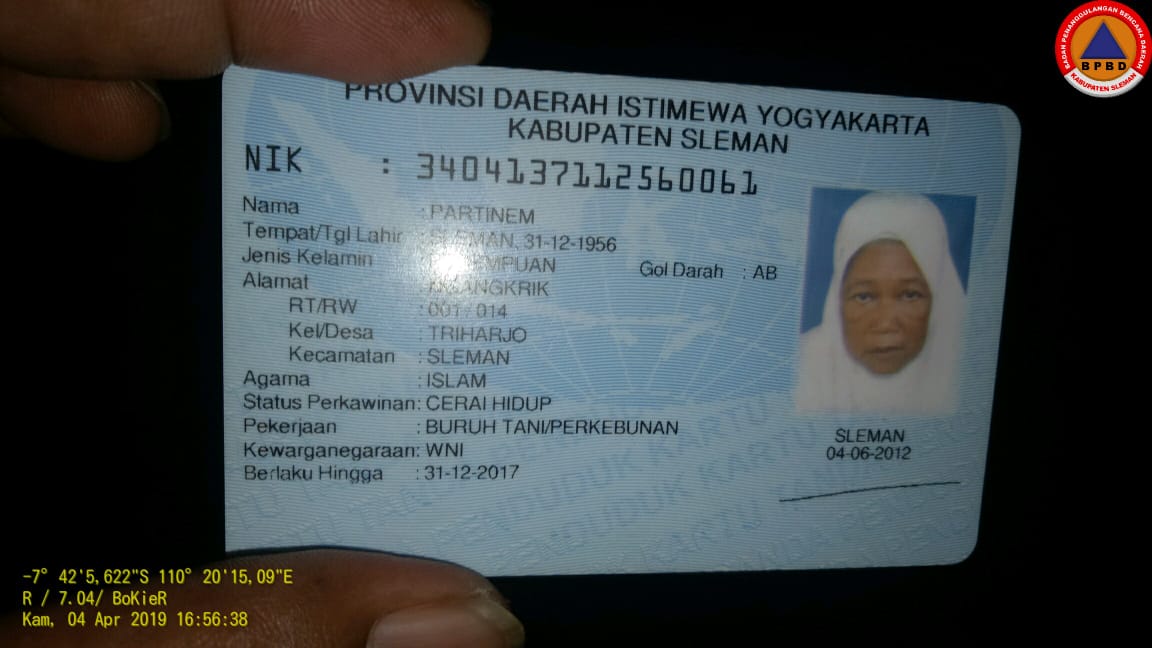 PROVINSI DAERAH ISTIMEWA YOGYAKARTA
KABUPATEN SLEMAN
NIK : 3404137112560061
Nama : PARTINEM
Tempat/Tgl Lahir : SLEMAN, 31-12-1956
Jenis Kelamin : PEREMPUAN Gol Darah : AB
Alamat
RT/RW : 001 / 014
Kel/Desa : TRIHARJO
Kecamatan : SLEMAN
Agama : ISLAM
Status Perkawinan: CERAI HIDUP
Pekerjaan : BURUH TANI/PERKEBUNAN
Kewarganegaraan: WNI
Berlaku Hingga : 31-12-2017
SLEMAN
04-06-2012
BADAN PENANGGULANGAN BENCANA DAERAH
BPBD
KABUPATEN SLEMAN
-7° 42'5,622"S 110° 20'15,09"E
R / 7.04/ BoKieR
Kam, 04 Apr 2019 16:56:38